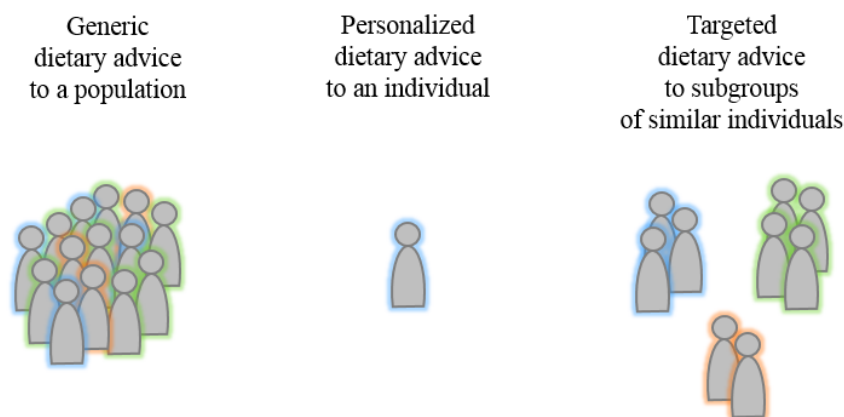 Generic
dietary advice
to a population
Personalized
dietary advice
to an individual
Targeted
dietary advice
to subgroups
of similar individuals